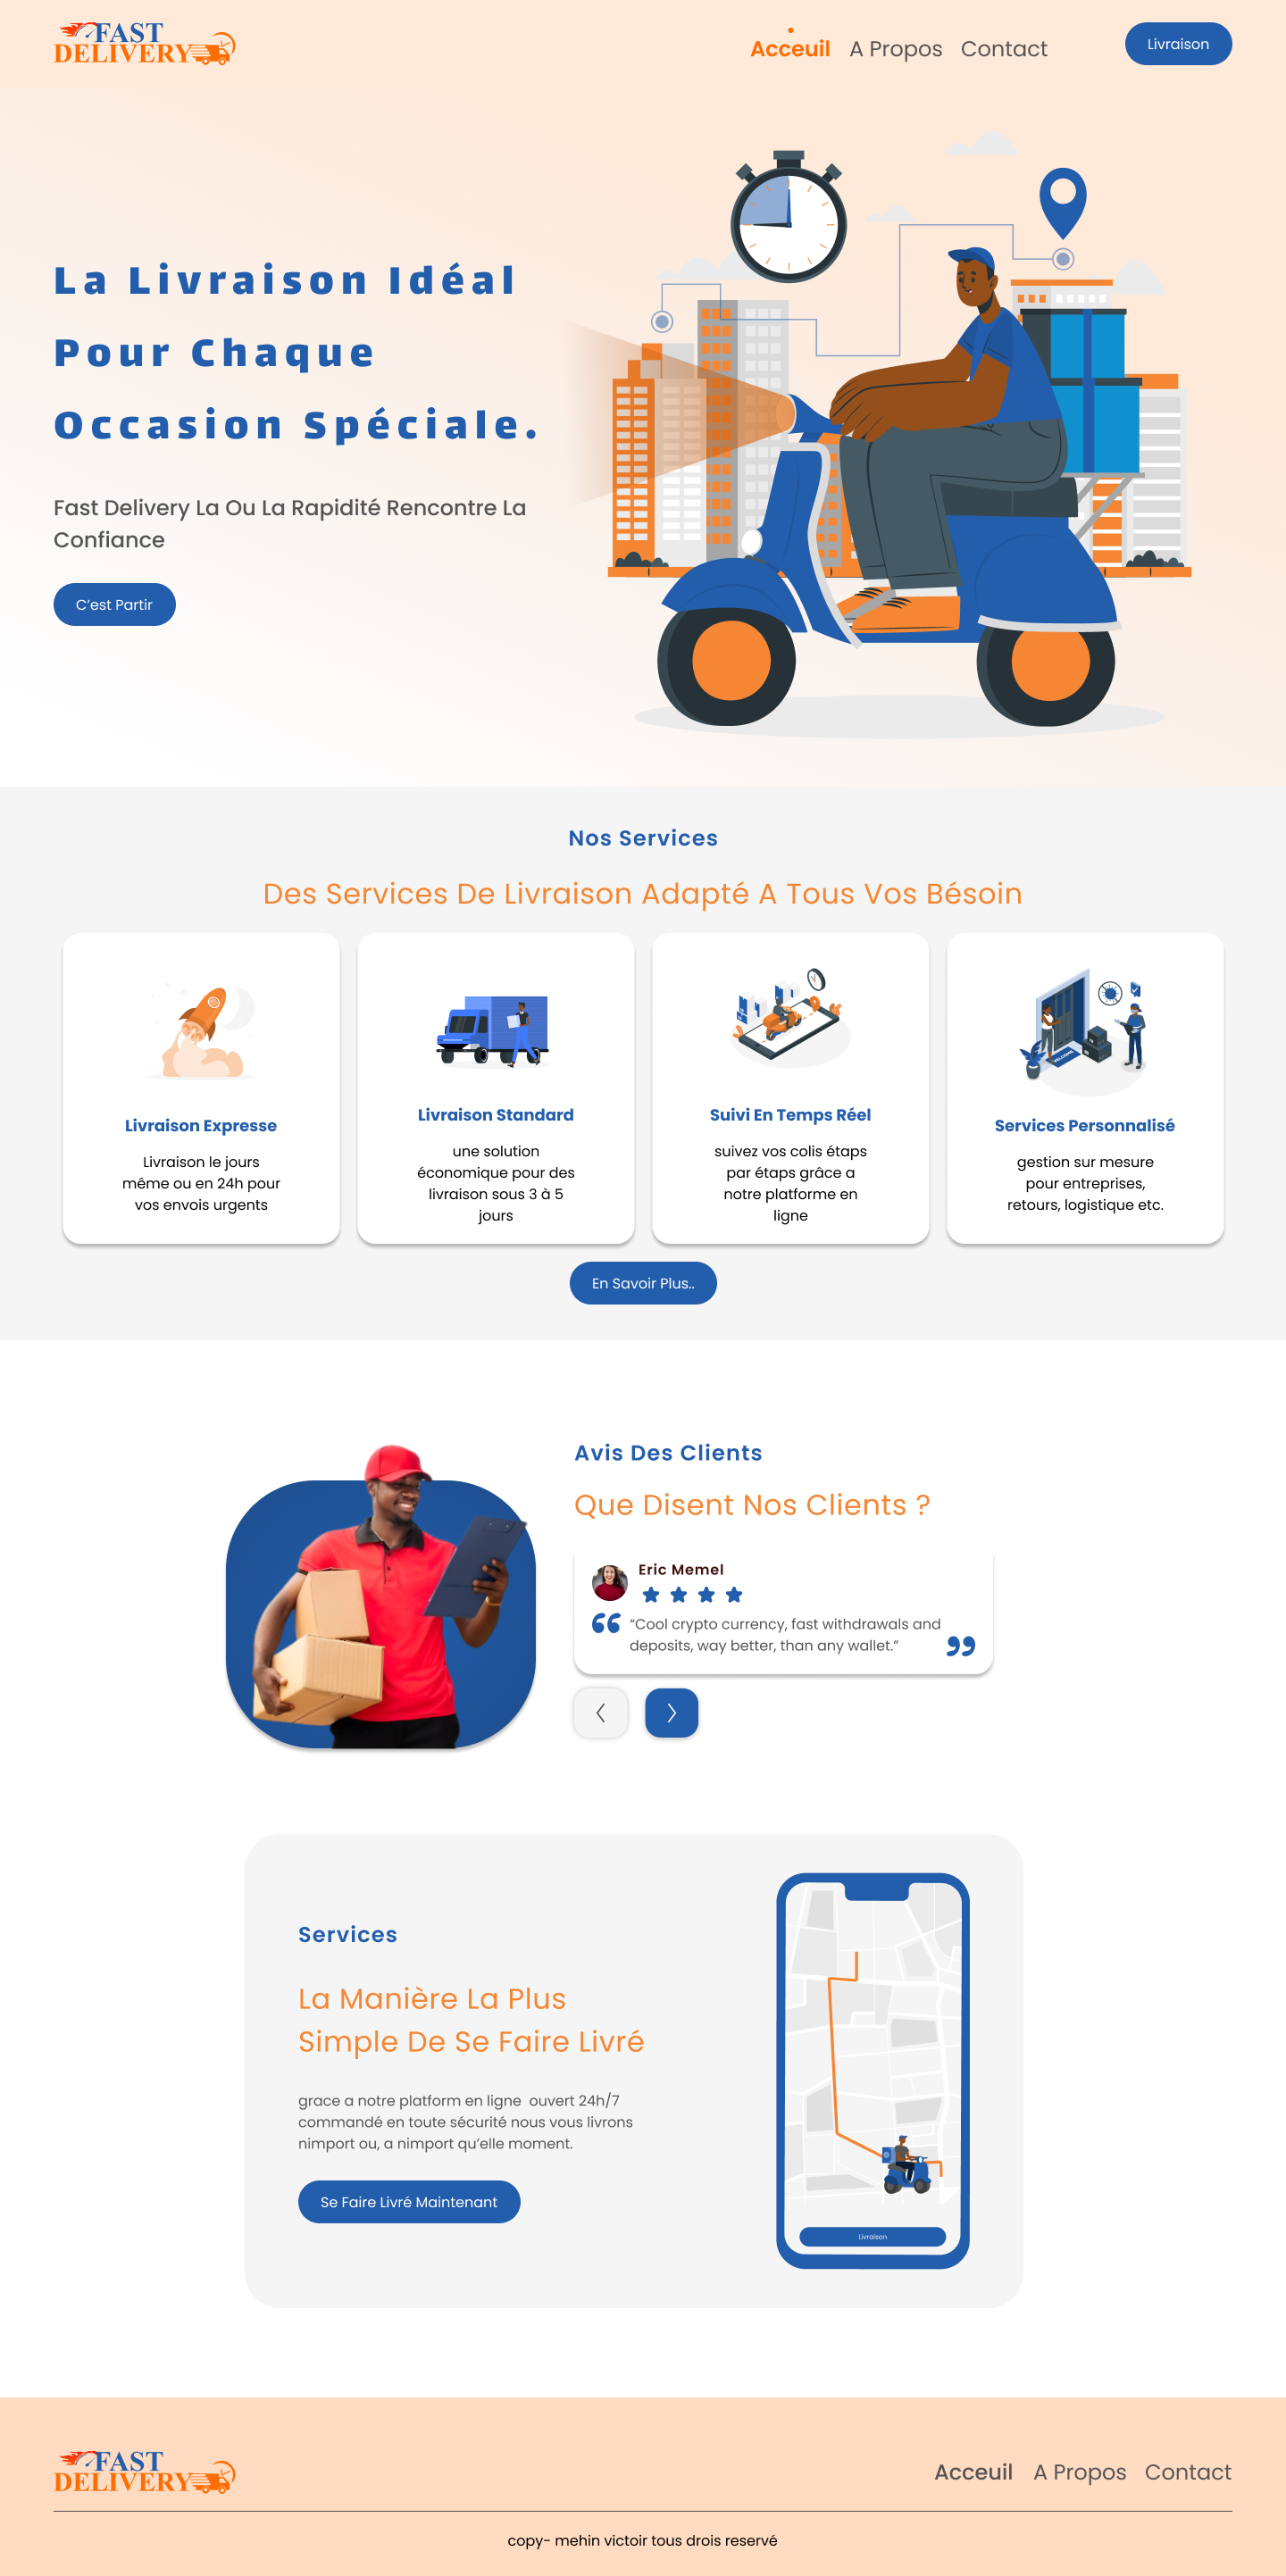 FAST
DELIVERY
Acceuil A Propos Contact
Livraison
La Livraison Idéal
Pour Chaque
Occasion Spéciale.
Fast Delivery La Ou La Rapidité Rencontre La
Confiance
C’est Partir
Nos Services
Des Services De Livraison Adapté A Tous Vos Bésoin
Livraison Expresse
Livraison le jours
même ou en 24h pour
vos envois urgents
Livraison Standard
une solution
économique pour des
livraison sous 3 à 5
jours
Suivi En Temps Réel
suivez vos colis étaps
par étaps grâce a
notre platforme en
ligne
WELCOME
Services Personnalisé
gestion sur mesure
pour entreprises,
retours, logistique etc.
En Savoir Plus..
Avis Des Clients
Que Disent Nos Clients ?
Eric Memel
“Cool crypto currency, fast withdrawals and
deposits, way better, than any wallet.”
Services
La Manière La Plus
Simple De Se Faire Livré
grace a notre platform en ligne  ouvert 24h/7
commandé en toute sécurité nous vous livrons
nimport ou, a nimport qu’elle moment.
Se Faire Livré Maintenant
Livraison
FAST
DELIVERY
Acceuil A Propos Contact
copy- mehin victoir tous drois reservé